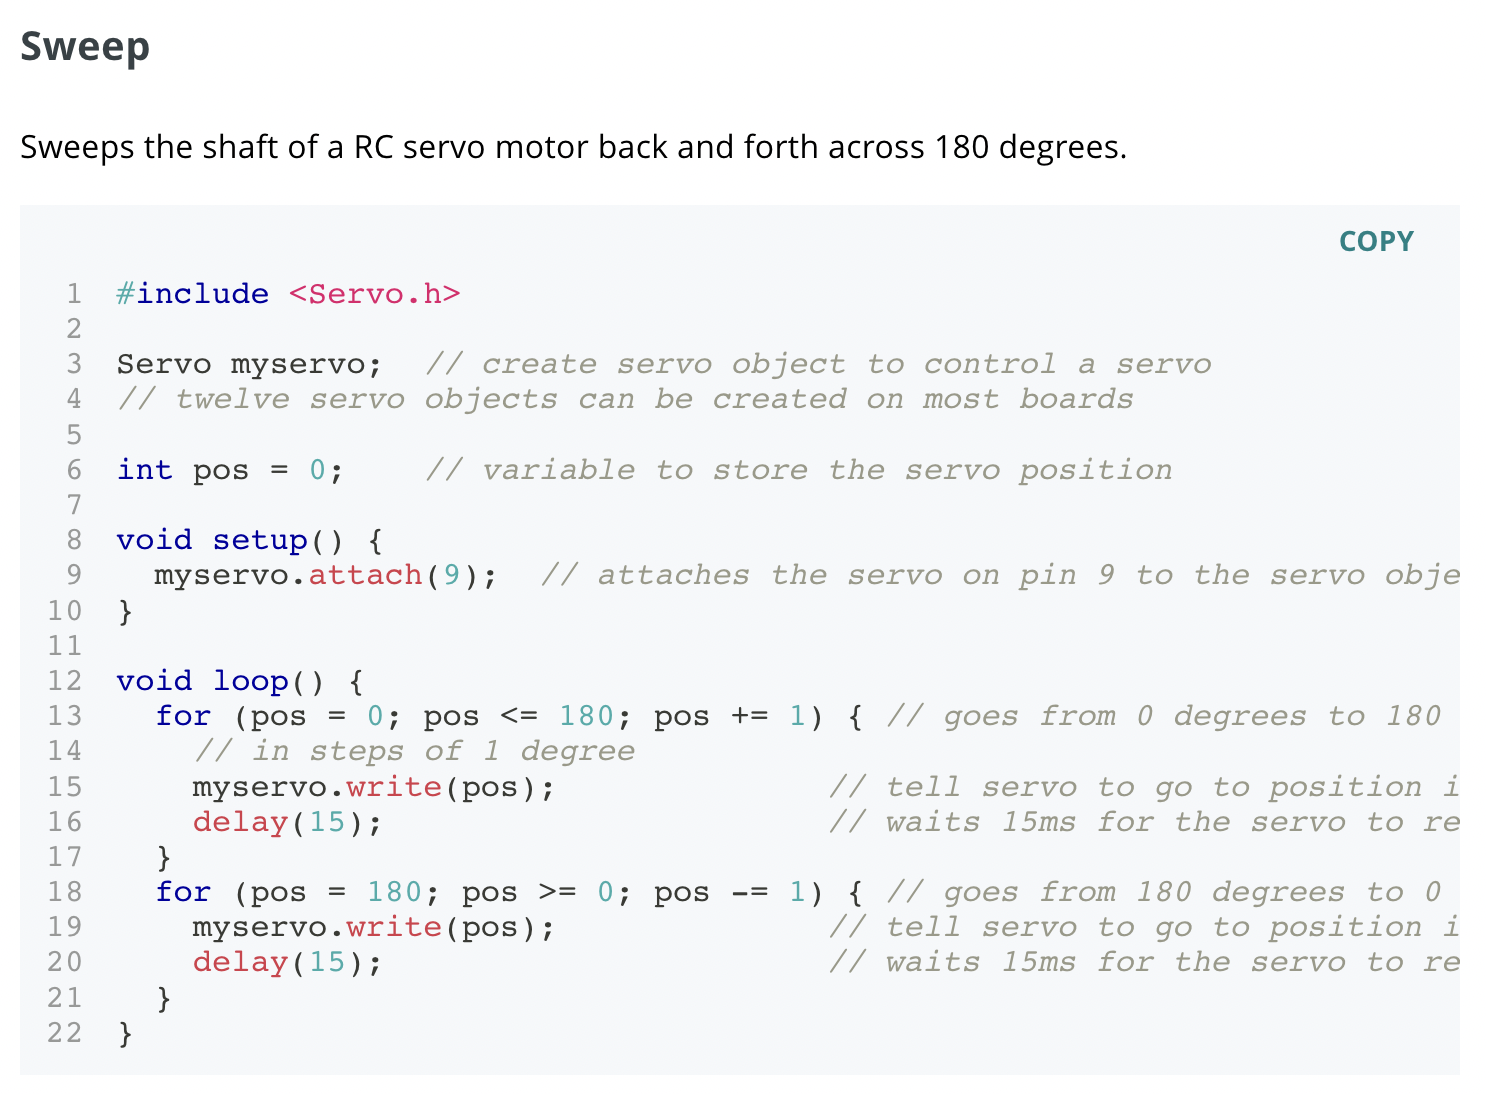 Sweep
Sweeps the shaft of a RC servo motor back and forth across 180 degrees.
COPY
1 #include <Servo.h>
2
3 Servo myservo;  // create servo object to control a servo
4 // twelve servo objects can be created on most boards
5
6 int pos = 0;    // variable to store the servo position
7
8 void setup() {
9   myservo.attach(9);  // attaches the servo on pin 9 to the servo obje
10 }
11
12 void loop() {
13   for (pos = 0; pos <= 180; pos += 1) { // goes from 0 degrees to 180
14     // in steps of 1 degree
15     myservo.write(pos);              // tell servo to go to position i
16     delay(15);                       // waits 15ms for the servo to re
17   }
18   for (pos = 180; pos >= 0; pos -= 1) { // goes from 180 degrees to 0
19     myservo.write(pos);              // tell servo to go to position i
20     delay(15);                       // waits 15ms for the servo to re
21   }
22 }